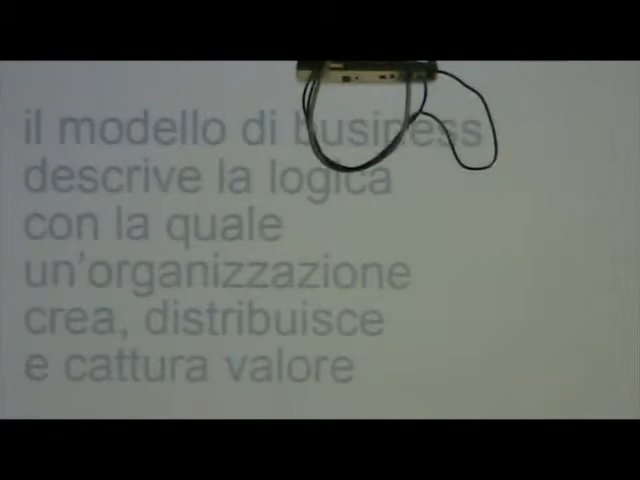 il modello di business
descrive la logica
con la quale
un'organizzazione
crea, distribuisce
e cattura valore